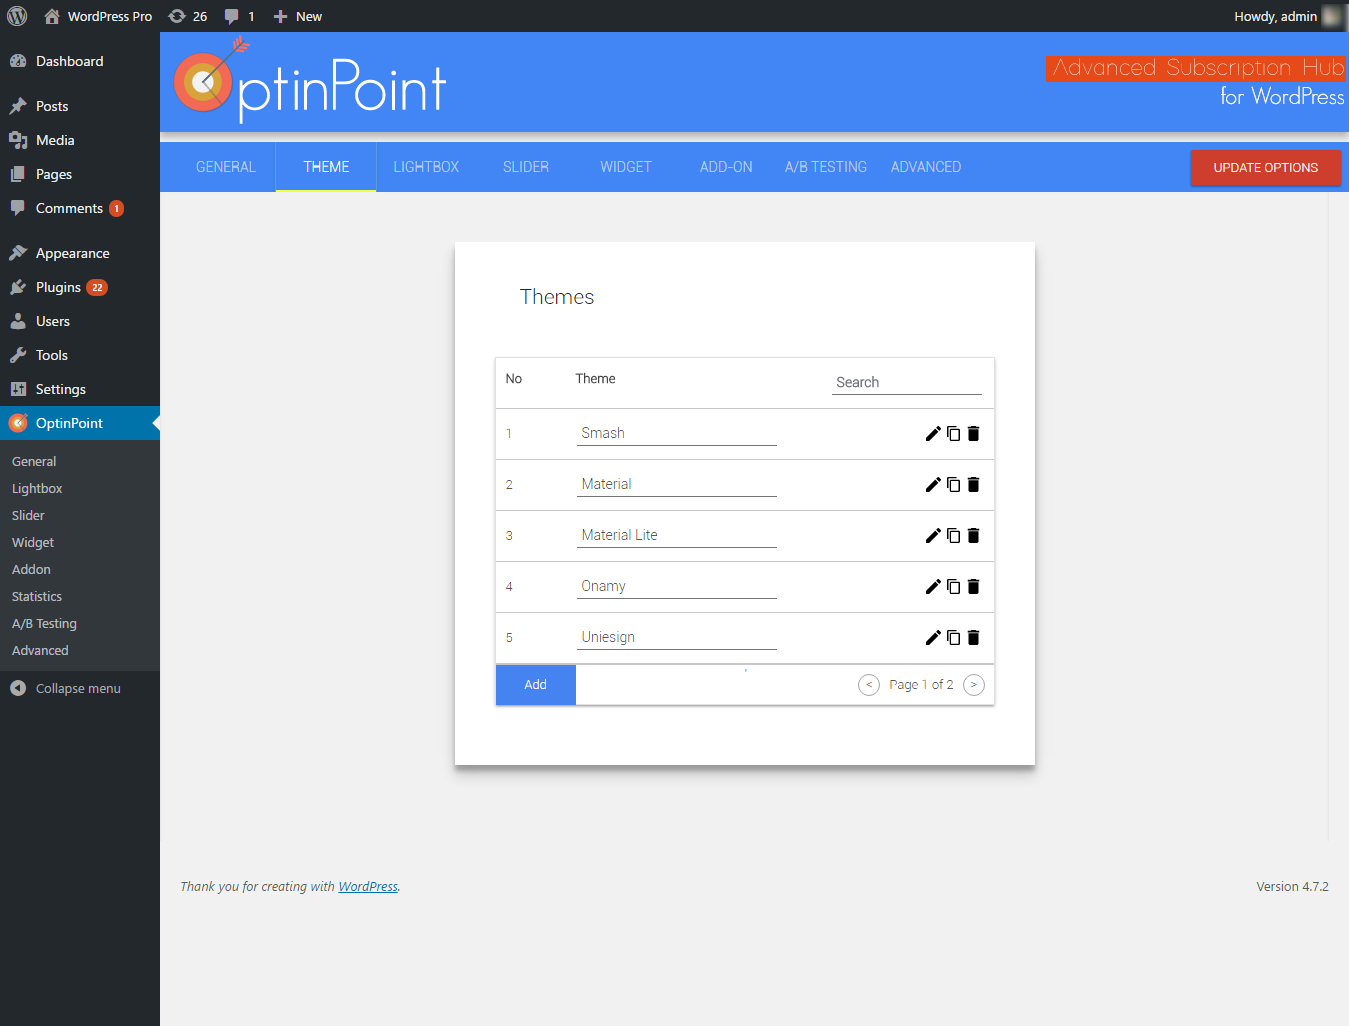 WordPress Pro 26 1 New Howdy, admin
Dashboard
Posts
Media
Pages
Comments 1
Appearance
Plugins 22
Users
Tools
Settings
OptinPoint
General
Lightbox
Slider
Widget
Addon
Statistics
A/B Testing
Advanced
Collapse menu
OptinPoint
Advanced Subscription Hub
for WordPress
GENERAL THEME LIGHTBOX SLIDER WIDGET ADD-ON A/B TESTING ADVANCED UPDATE OPTIONS
Themes
No Theme Search
1 Smash
2 Material
3 Material Lite
4 Onamy
5 Uniesign
Add < Page 1 of 2 >
Thank you for creating with WordPress. Version 4.7.2